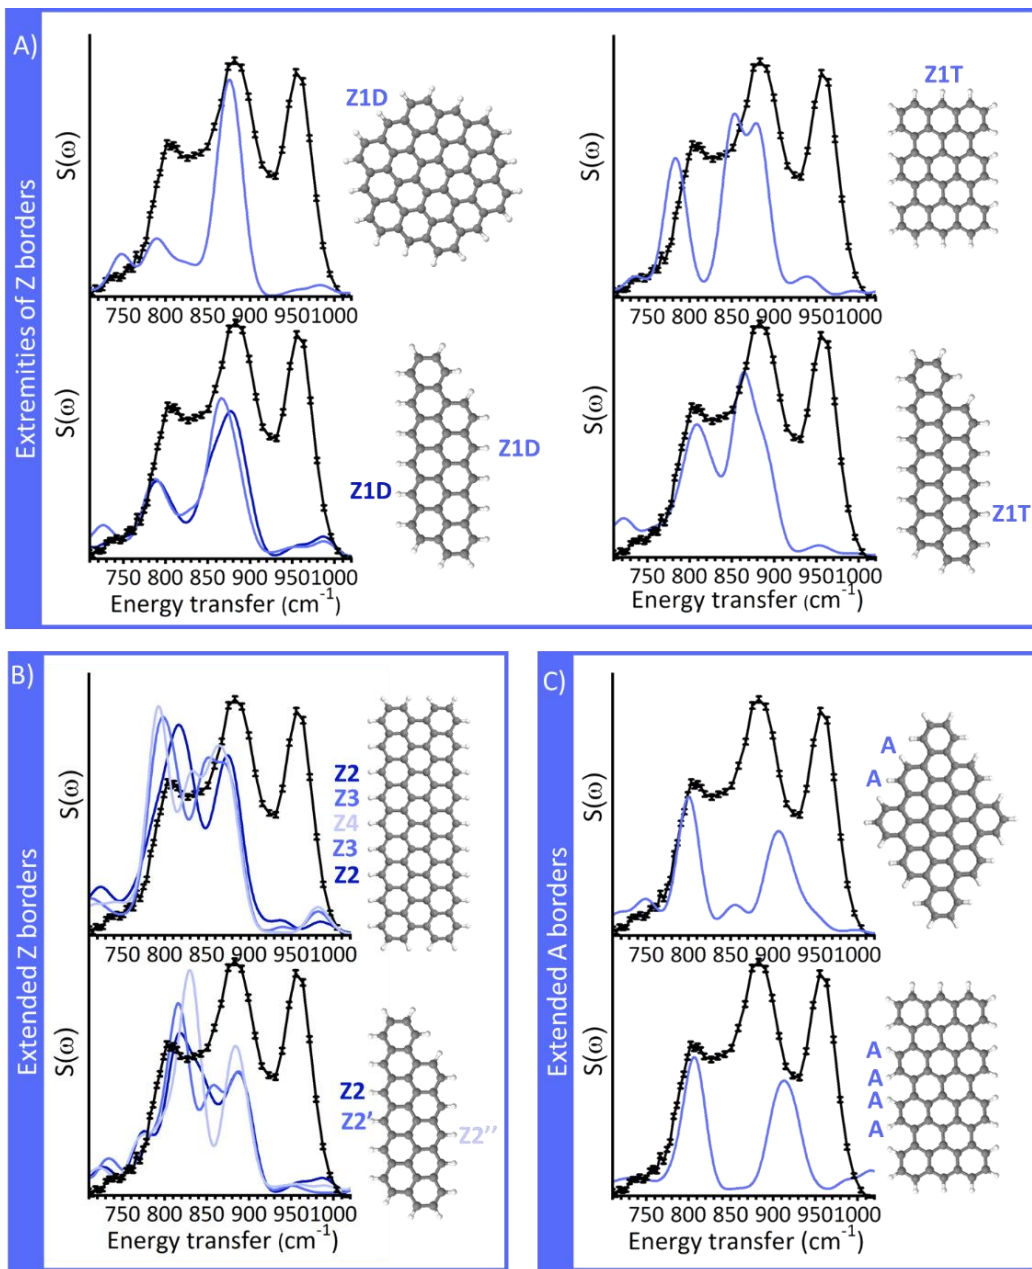 A)
Extremities of Z borders
S(ω)
Z1D
750 800 850 900 9501000
S(ω)
Z1T
750 800 850 900 9501000
S(ω)
Z1D
Z1D
750 800 850 900 9501000
Energy transfer (cm⁻¹)
S(ω)
Z1T
750 800 850 900 9501000
Energy transfer (cm⁻¹)
B)
Extended Z borders
S(ω)
Z2
Z3
Z4
Z3
Z2
750 800 850 900 9501000
S(ω)
Z2
Z2'
Z2''
750 800 850 900 9501000
Energy transfer (cm⁻¹)
C)
Extended A borders
S(ω)
A
A
750 800 850 900 9501000
S(ω)
A
A
A
A
750 800 850 900 9501000
Energy transfer (cm⁻¹)